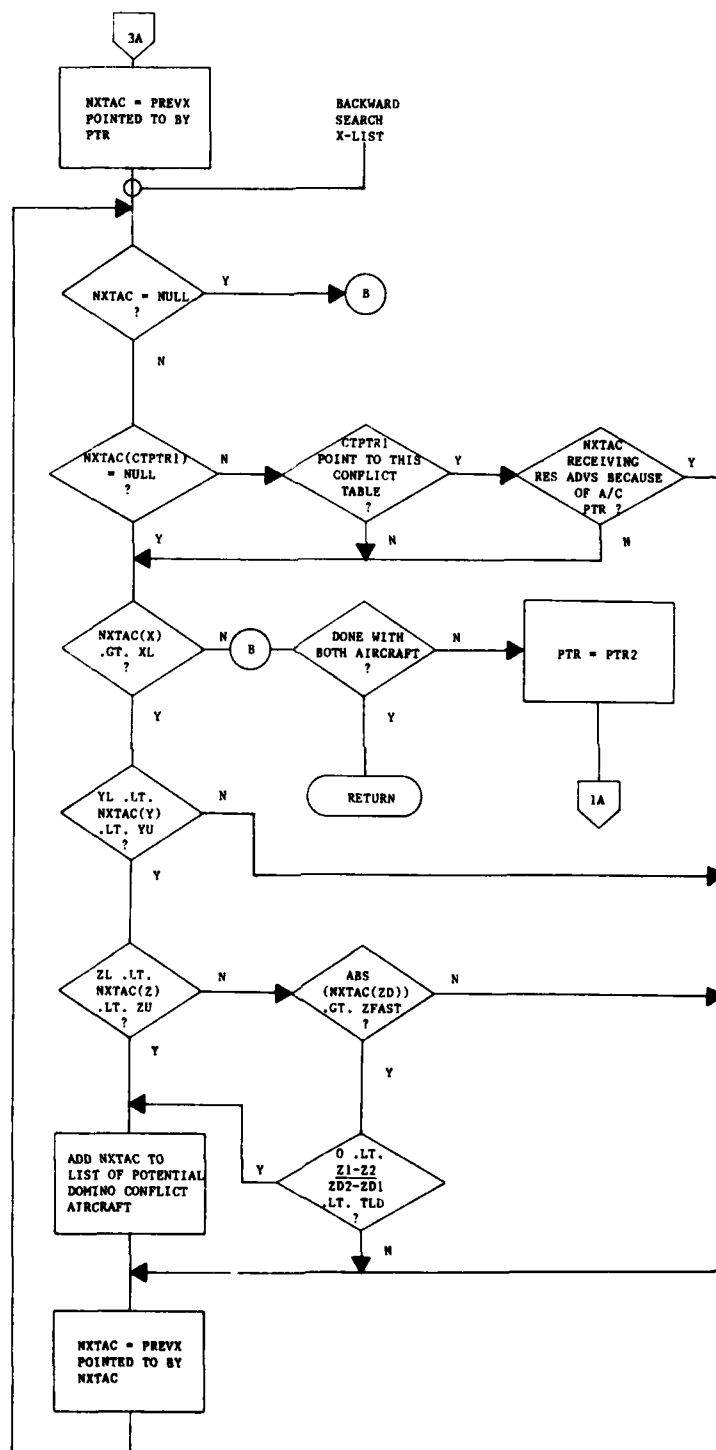 3A
NXTAC = PREVX
POINTED TO BY
PTR
BACKWARD
SEARCH
X-LIST
NXTAC = NULL
?
Y
B
N
NXTAC(CTPTR1)
= NULL
?
N
CTPTR1
POINT TO THIS
CONFLICT
TABLE
?
Y
NXTAC
RECEIVING
RES ADVS BECAUSE
OF A/C
PTR ?
Y
Y
N
N
NXTAC(X)
.GT. XL
?
N
B
DONE WITH
BOTH AIRCRAFT
?
N
PTR = PTR2
Y
Y
RETURN
1A
YL .LT.
NXTAC(Y)
.LT. YU
?
N
Y
ZL .LT.
NXTAC(Z)
.LT. ZU
?
N
ABS
(NXTAC(ZD))
.GT. ZFAST
?
N
Y
Y
ADD NXTAC TO
LIST OF POTENTIAL
DOMINO CONFLICT
AIRCRAFT
Y
0 .LT.
Z1-Z2
ZD2-ZD1
.LT. TLD
?
N
NXTAC = PREVX
POINTED TO BY
NXTAC